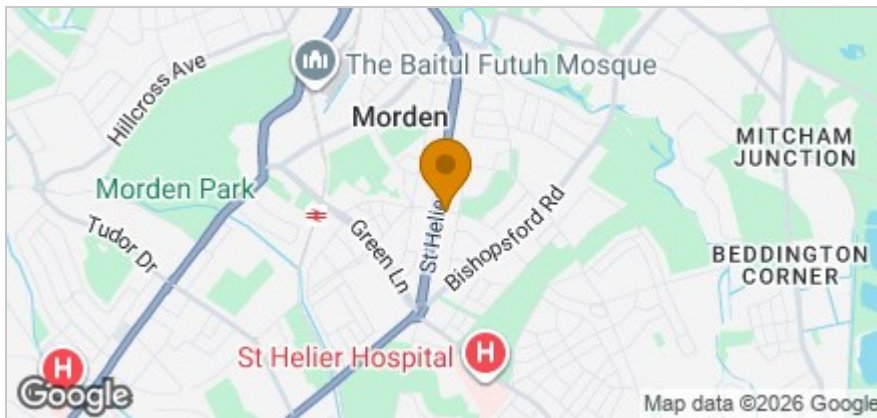 Hillcross Ave
The Baitul Futuh Mosque
Morden
MITCHAM
JUNCTION
Morden Park
Tudor Dr
Green Ln
St Helie
Bishopsford Rd
BEDDINGTON
CORNER
St Helier Hospital
H
H
Google
Map data ©2026 Google